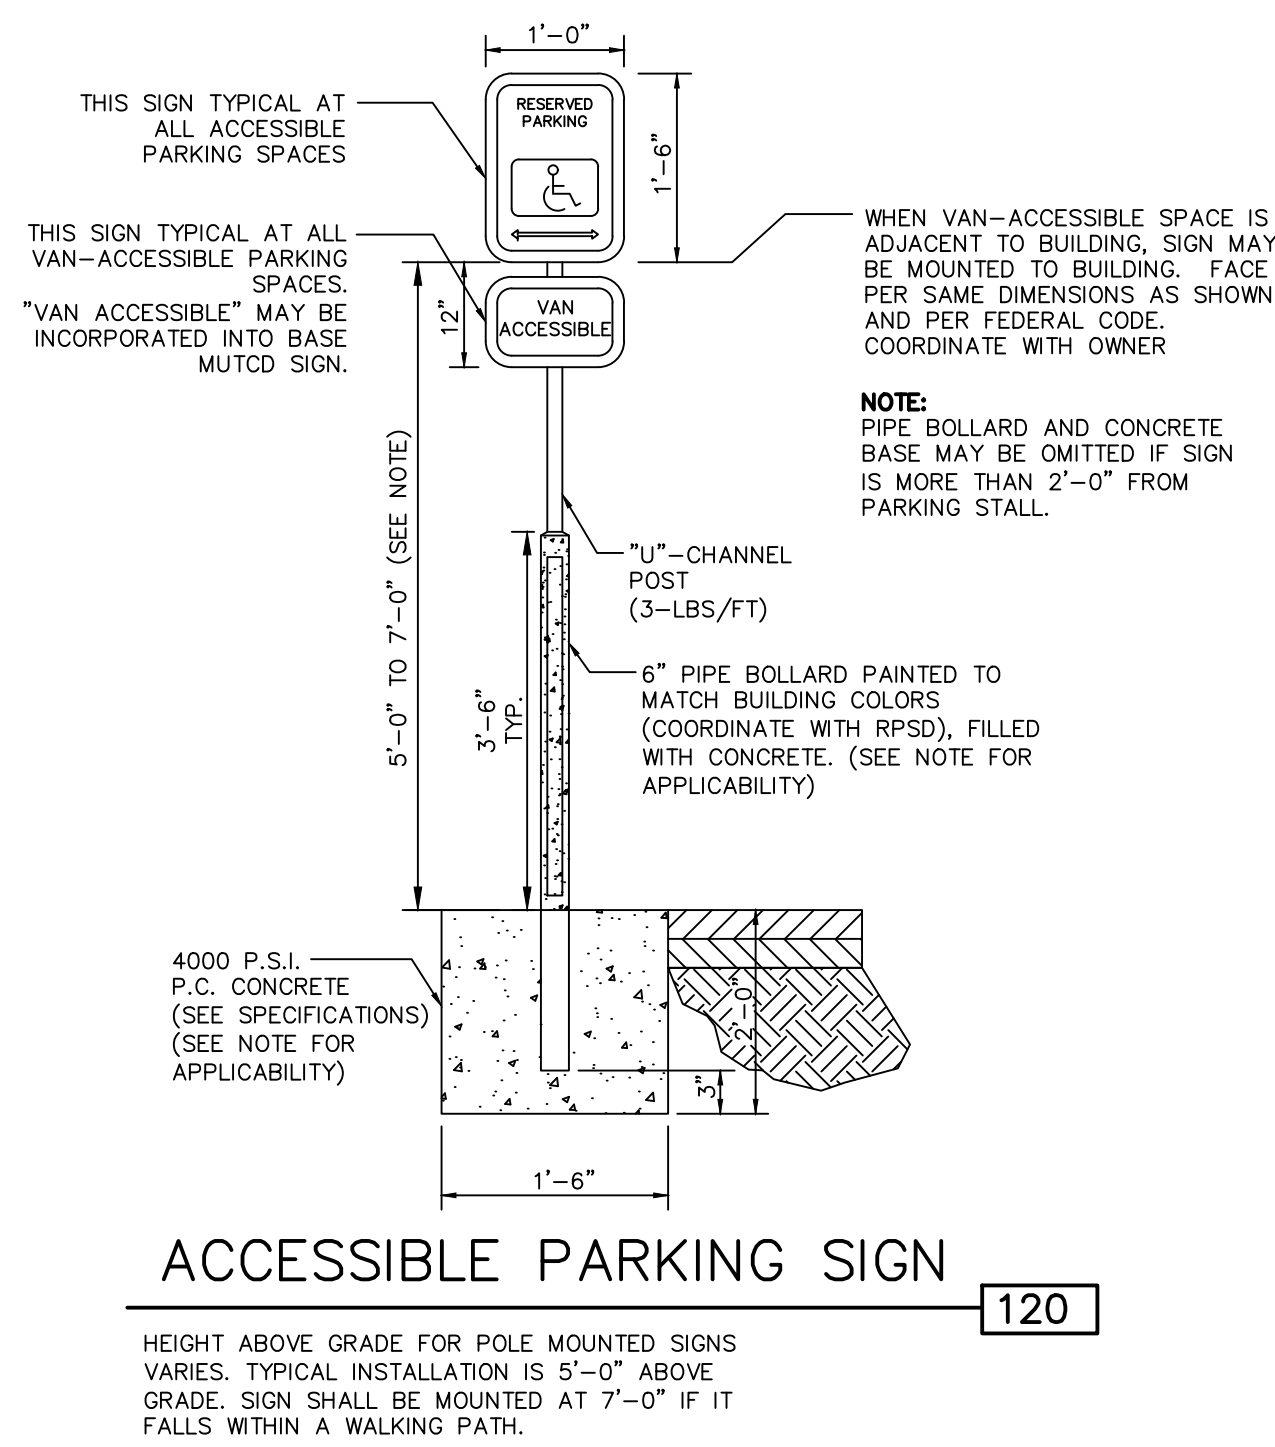 1'-0"
THIS SIGN TYPICAL AT
ALL ACCESSIBLE
PARKING SPACES
RESERVED
PARKING
1'-6"
THIS SIGN TYPICAL AT ALL
VAN-ACCESSIBLE PARKING
SPACES.
"VAN ACCESSIBLE" MAY BE
INCORPORATED INTO BASE
MUTCD SIGN.
12"
VAN
ACCESSIBLE
WHEN VAN-ACCESSIBLE SPACE IS
ADJACENT TO BUILDING, SIGN MAY
BE MOUNTED TO BUILDING. FACE
PER SAME DIMENSIONS AS SHOWN
AND PER FEDERAL CODE.
COORDINATE WITH OWNER
NOTE:
PIPE BOLLARD AND CONCRETE
BASE MAY BE OMITTED IF SIGN
IS MORE THAN 2'-0" FROM
PARKING STALL.
5'-0" TO 7'-0" (SEE NOTE)
"U"-CHANNEL
POST
(3-LBS/FT)
3'-6"
TYP.
6" PIPE BOLLARD PAINTED TO
MATCH BUILDING COLORS
(COORDINATE WITH RPSD), FILLED
WITH CONCRETE. (SEE NOTE FOR
APPLICABILITY)
4000 P.S.I.
P.C. CONCRETE
(SEE SPECIFICATIONS)
(SEE NOTE FOR
APPLICABILITY)
2'-0"
3"
1'-6"
ACCESSIBLE PARKING SIGN
120
HEIGHT ABOVE GRADE FOR POLE MOUNTED SIGNS
VARIES. TYPICAL INSTALLATION IS 5'-0" ABOVE
GRADE. SIGN SHALL BE MOUNTED AT 7'-0" IF IT
FALLS WITHIN A WALKING PATH.